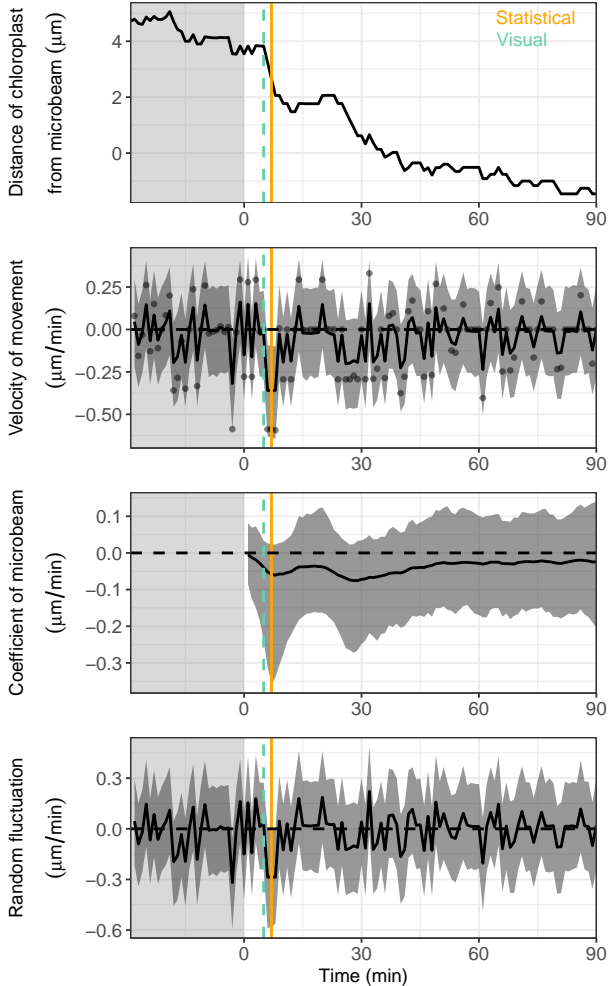 Distance of chloroplast
from microbeam (μm)
Statistical
Visual
4
2
0
0
30
60
90
Velocity of movement
(μm/min)
0.25
0.00
−0.25
−0.50
0
30
60
90
Coefficient of microbeam
(μm/min)
0.1
0.0
−0.1
−0.2
−0.3
0
30
60
90
Random fluctuation
(μm/min)
0.3
0.0
−0.3
−0.6
0
30
60
90
Time (min)